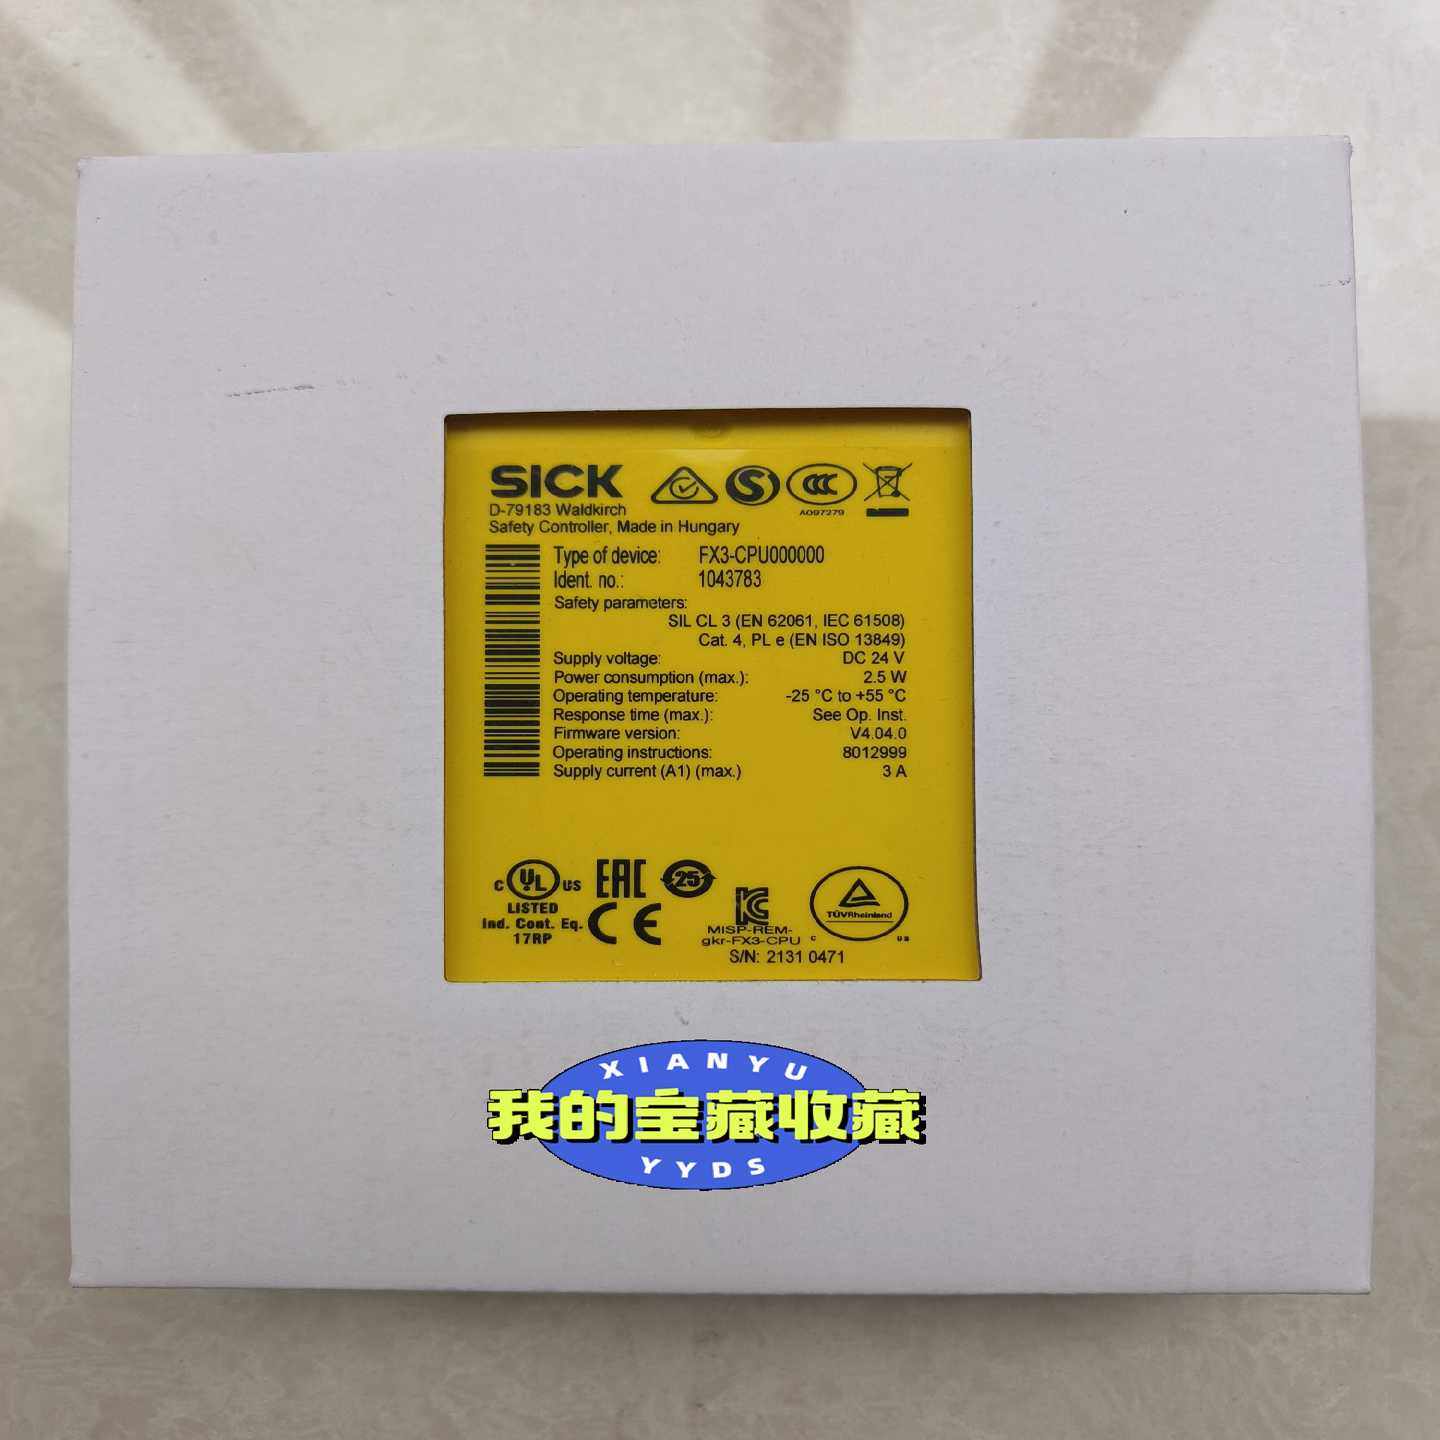 SICK
D-79183 Waldkirch
Safety Controller, Made in Hungary
A097279
Type of device: FX3-CPU000000
Ident. no.: 1043783
Safety parameters:
SIL CL 3 (EN 62061, IEC 61508)
Cat. 4, PL e (EN ISO 13849)
Supply voltage: DC 24 V
Power consumption (max.): 2.5 W
Operating temperature: -25 °C to +55 °C
Response time (max.): See Op. Inst.
Firmware version: V4.04.0
Operating instructions: 8012999
Supply current (A1) (max.) 3 A
C UL US
LISTED
Ind. Cont. Eq.
17RP
EAC
25
CE
KC
MISP-REM-
gkr-FX3-CPU
S/N: 2131 0471
TÜVRheinland
C US
XIANYU
我的宝藏收藏
YYDS